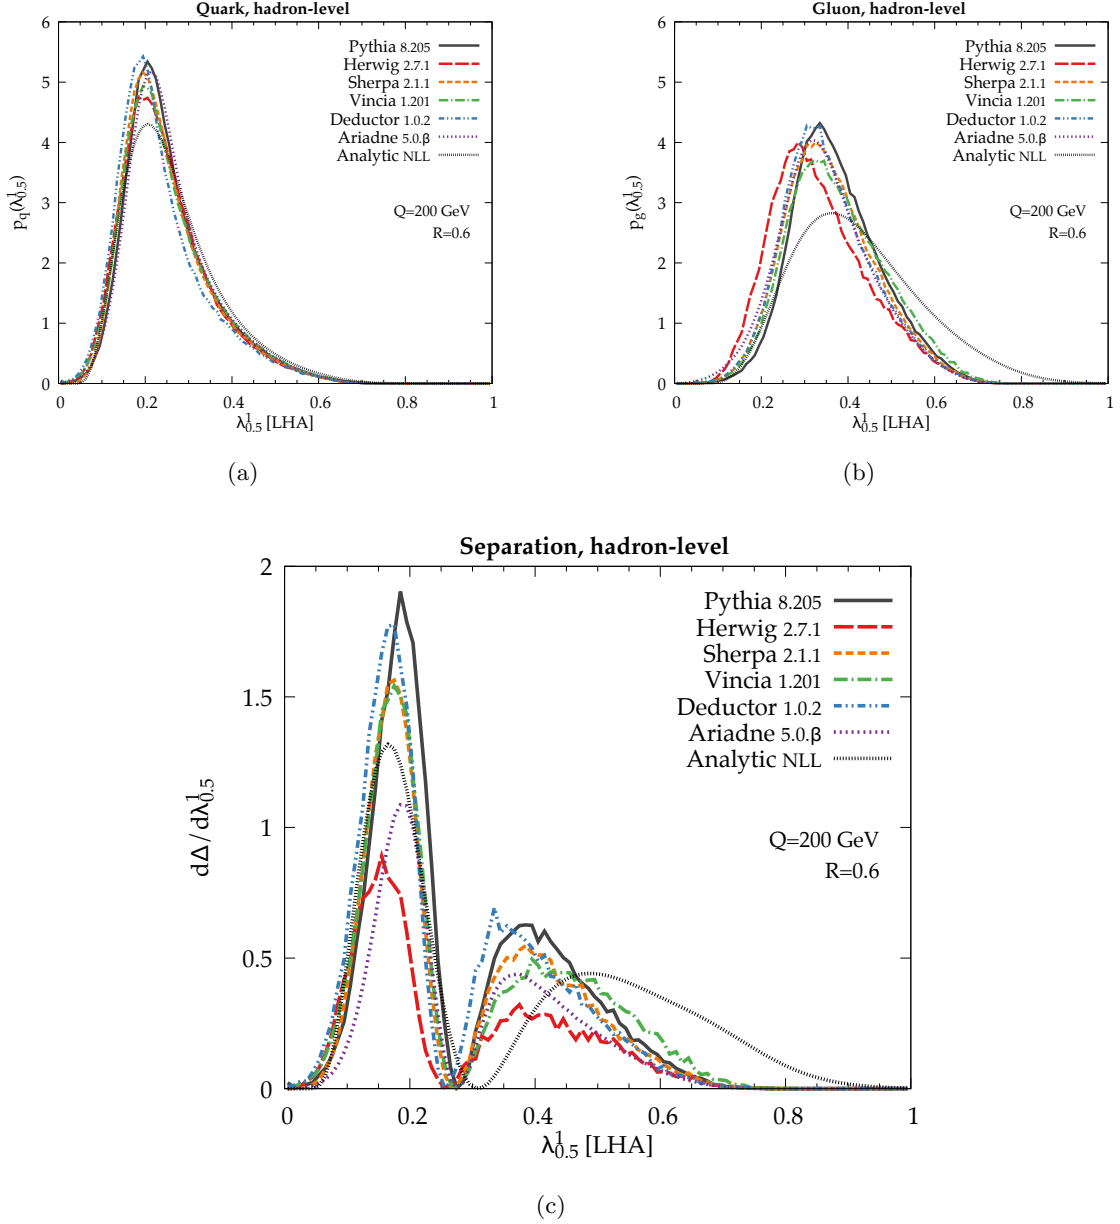 Quark, hadron-level
p_q(λ^1_0.5)
6
5
4
3
2
1
0
Pythia 8.205
Herwig 2.7.1
Sherpa 2.1.1
Vincia 1.201
Deductor 1.0.2
Ariadne 5.0.β
Analytic NLL
Q=200 GeV
R=0.6
0 0.2 0.4 0.6 0.8 1
λ^1_0.5 [LHA]
(a)
Gluon, hadron-level
p_g(λ^1_0.5)
6
5
4
3
2
1
0
Pythia 8.205
Herwig 2.7.1
Sherpa 2.1.1
Vincia 1.201
Deductor 1.0.2
Ariadne 5.0.β
Analytic NLL
Q=200 GeV
R=0.6
0 0.2 0.4 0.6 0.8 1
λ^1_0.5 [LHA]
(b)
Separation, hadron-level
dΔ/dλ^1_0.5
2
1.5
1
0.5
0
Pythia 8.205
Herwig 2.7.1
Sherpa 2.1.1
Vincia 1.201
Deductor 1.0.2
Ariadne 5.0.β
Analytic NLL
Q=200 GeV
R=0.6
0 0.2 0.4 0.6 0.8 1
λ^1_0.5 [LHA]
(c)